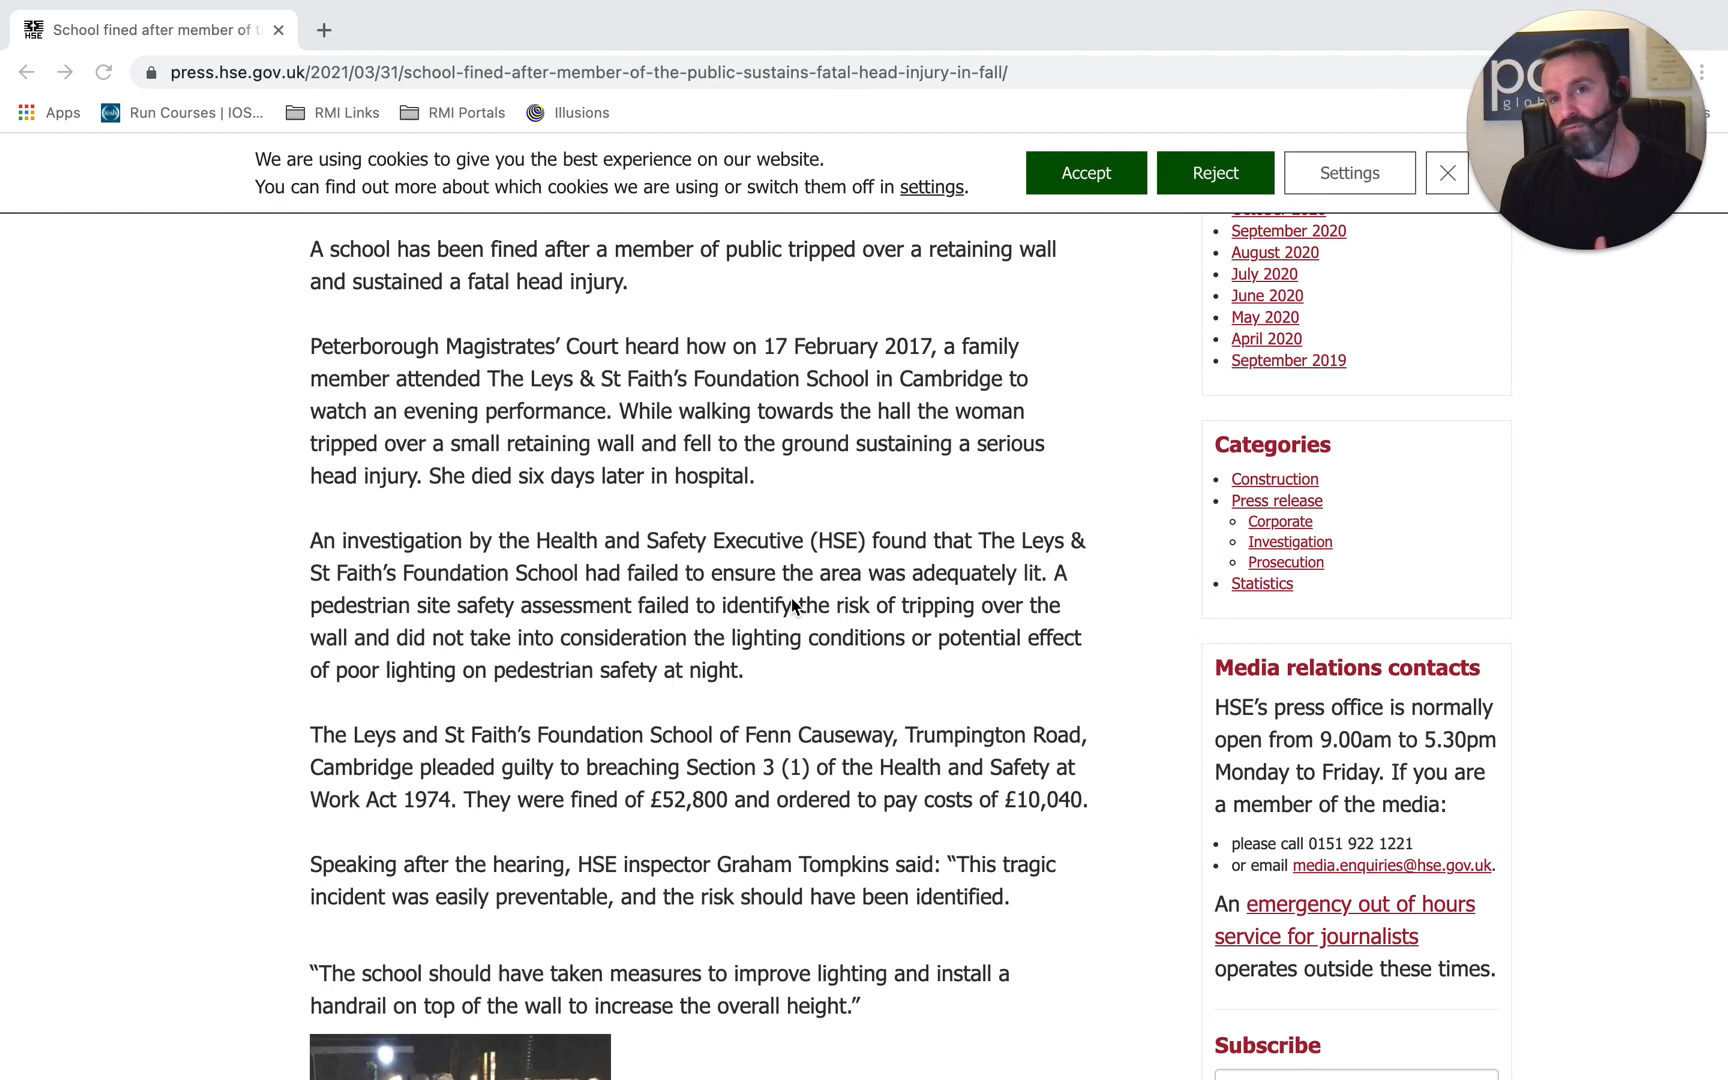 School fined after member of t
press.hse.gov.uk/2021/03/31/school-fined-after-member-of-the-public-sustains-fatal-head-injury-in-fall/
Apps
Run Courses | IOS...
RMI Links
RMI Portals
Illusions
We are using cookies to give you the best experience on our website.
You can find out more about which cookies we are using or switch them off in settings.
Accept
Reject
Settings
A school has been fined after a member of public tripped over a retaining wall
and sustained a fatal head injury.
Peterborough Magistrates’ Court heard how on 17 February 2017, a family
member attended The Leys & St Faith’s Foundation School in Cambridge to
watch an evening performance. While walking towards the hall the woman
tripped over a small retaining wall and fell to the ground sustaining a serious
head injury. She died six days later in hospital.
An investigation by the Health and Safety Executive (HSE) found that The Leys &
St Faith’s Foundation School had failed to ensure the area was adequately lit. A
pedestrian site safety assessment failed to identify the risk of tripping over the
wall and did not take into consideration the lighting conditions or potential effect
of poor lighting on pedestrian safety at night.
The Leys and St Faith’s Foundation School of Fenn Causeway, Trumpington Road,
Cambridge pleaded guilty to breaching Section 3 (1) of the Health and Safety at
Work Act 1974. They were fined of £52,800 and ordered to pay costs of £10,040.
Speaking after the hearing, HSE inspector Graham Tompkins said: “This tragic
incident was easily preventable, and the risk should have been identified.
“The school should have taken measures to improve lighting and install a
handrail on top of the wall to increase the overall height.”
September 2020
August 2020
July 2020
June 2020
May 2020
April 2020
September 2019
Categories
Construction
Press release
Corporate
Investigation
Prosecution
Statistics
Media relations contacts
HSE’s press office is normally
open from 9.00am to 5.30pm
Monday to Friday. If you are
a member of the media:
please call 0151 922 1221
or email media.enquiries@hse.gov.uk.
An emergency out of hours
service for journalists
operates outside these times.
Subscribe